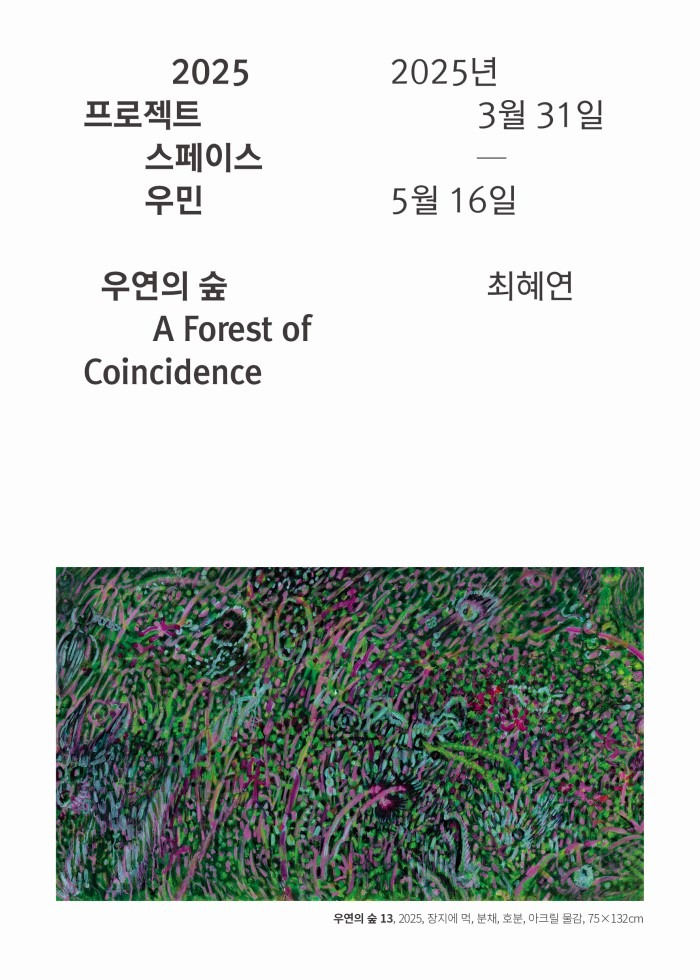 2025
프로젝트
스페이스
우민
2025년
3월 31일
—
5월 16일
우연의 숲
A Forest of
Coincidence
최혜연
우연의 숲 13, 2025, 장지에 먹, 분채, 호분, 아크릴 물감, 75×132cm